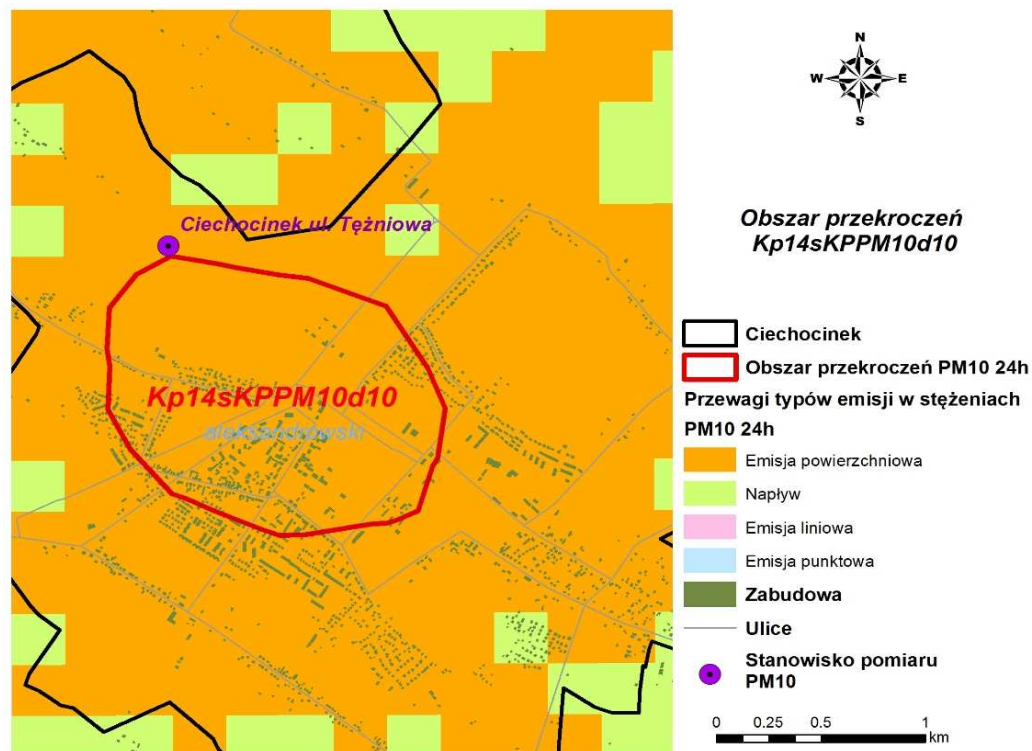 Ciechocinek ul. Tężniowa
Kp14sKPPM10d10
aleksandrowski
N
W E
S
Obszar przekroczeń
Kp14sKPPM10d10
Ciechocinek
Obszar przekroczeń PM10 24h
Przewagi typów emisji w stężeniach
PM10 24h
Emisja powierzchniowa
Napływ
Emisja liniowa
Emisja punktowa
Zabudowa
Ulice
Stanowisko pomiaru
PM10
0 0.25 0.5 1
km